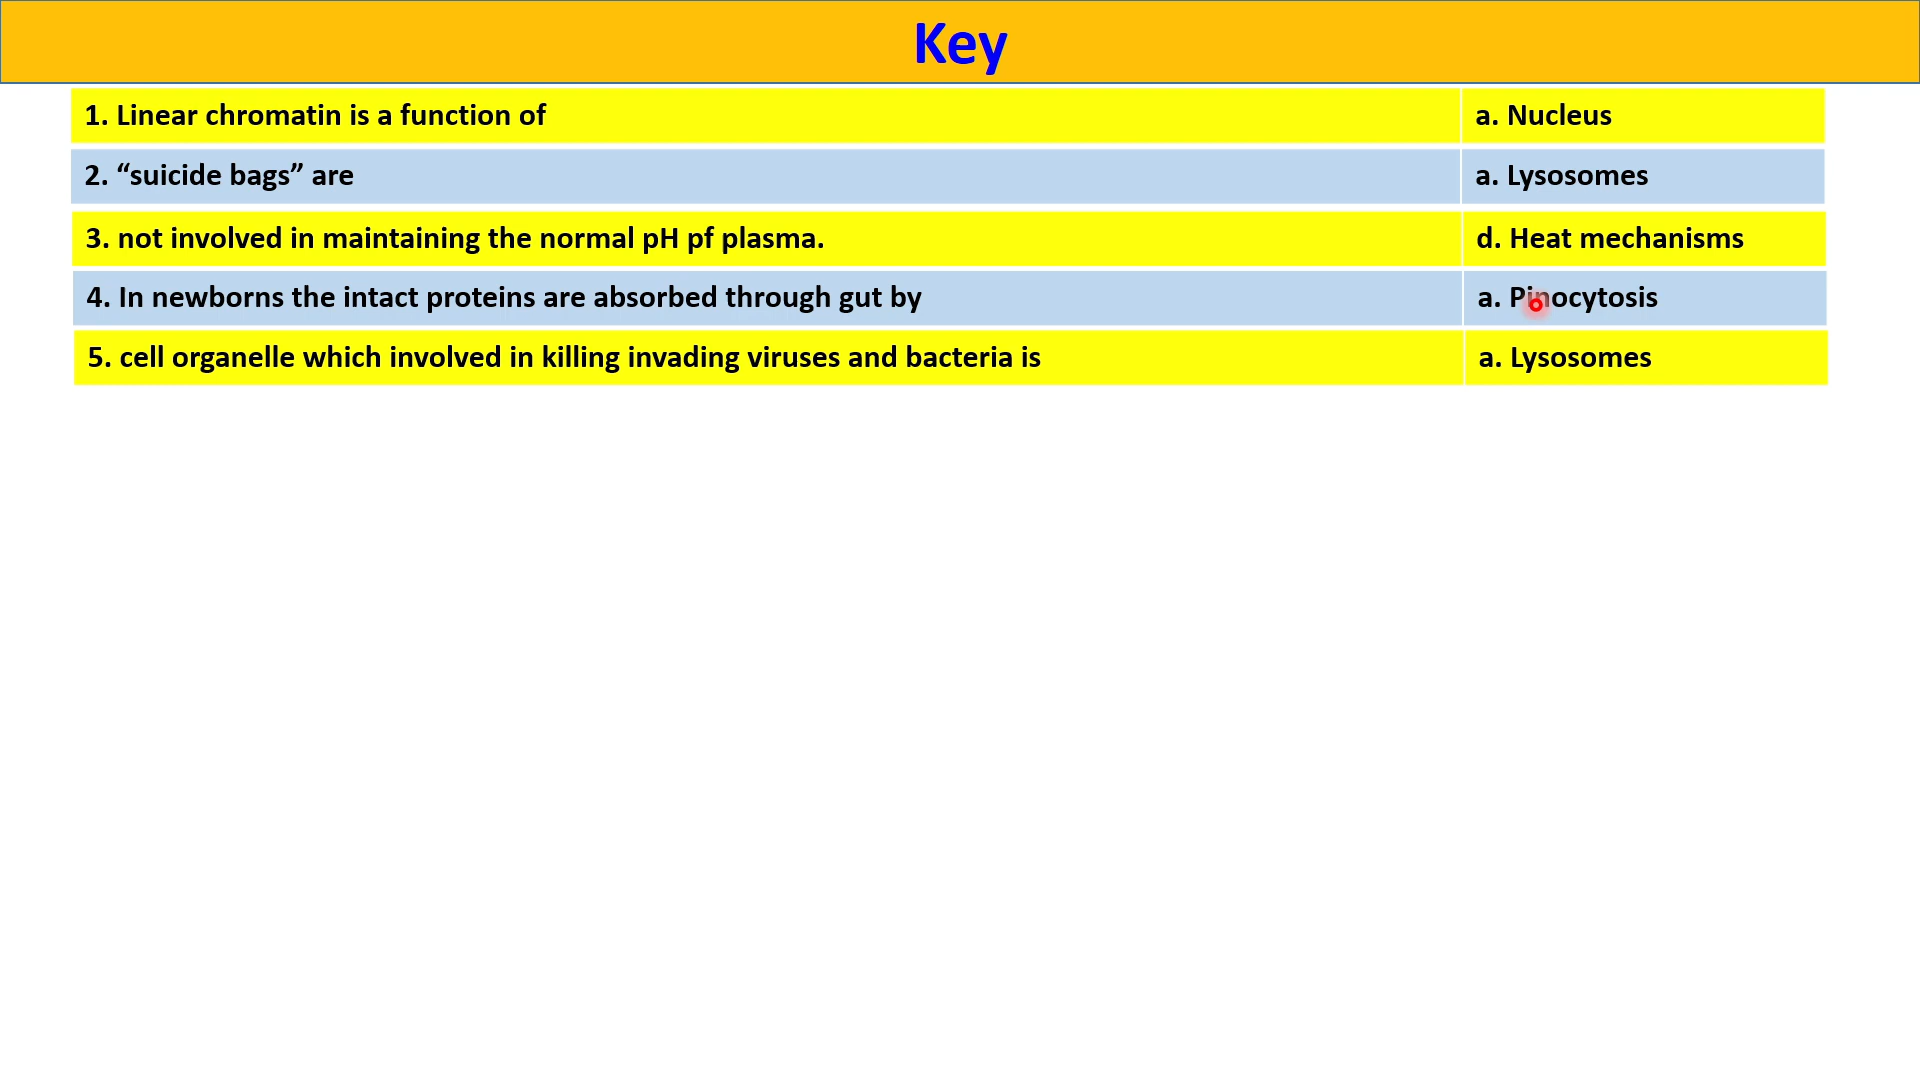 Key
1. Linear chromatin is a function of a. Nucleus
2. “suicide bags” are a. Lysosomes
3. not involved in maintaining the normal pH pf plasma. d. Heat mechanisms
4. In newborns the intact proteins are absorbed through gut by a. Pinocytosis
5. cell organelle which involved in killing invading viruses and bacteria is a. Lysosomes